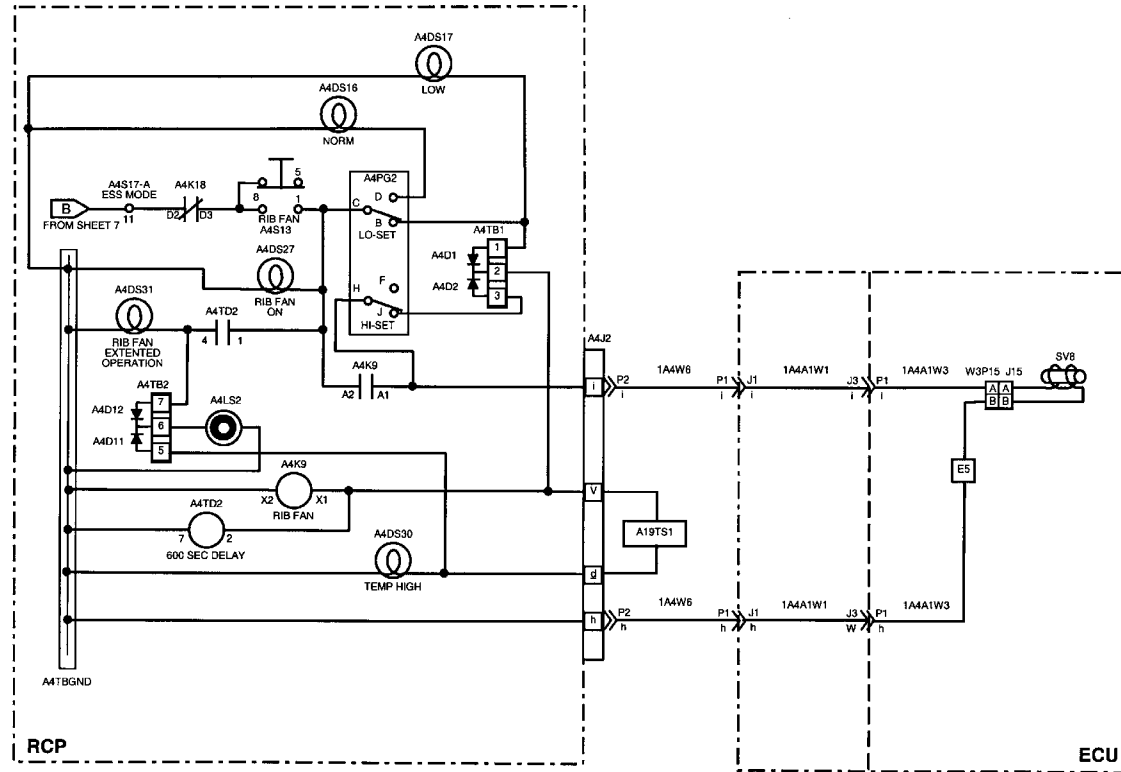 A4DS17
LOW
A4DS16
NORM
A4S17-A
ESS MODE
A4K18
A4PG2
B
FROM SHEET 7
11
D2
D3
8
5
1
RIB FAN
A4S13
C
D
B
LO-SET
A4TB1
1
2
3
A4D1
A4D2
A4DS27
RIB FAN
ON
F
H
J
HI-SET
A4DS31
RIB FAN
EXTENTED
OPERATION
A4TD2
4
1
A4K9
A2
A1
A4J2
i
P2
i
1A4W6
P1
i
J1
i
1A4A1W1
J3
i
P1
i
1A4A1W3
W3P15
J15
A
A
B
B
SV8
A4TB2
7
6
5
A4D12
A4D11
A4LS2
E5
A4K9
X2
X1
RIB FAN
V
A4TD2
7
2
600 SEC DELAY
A19TS1
A4DS30
TEMP HIGH
d
h
P2
h
1A4W6
P1
h
J1
h
1A4A1W1
J3
W
P1
h
1A4A1W3
A4TBGND
RCP
ECU